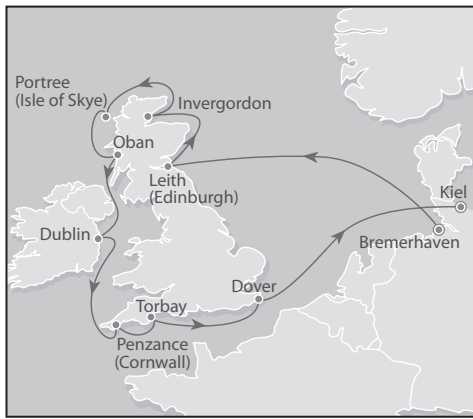 Portree
(Isle of Skye)
Invergordon
Oban
Leith
(Edinburgh)
Kiel
Dublin
Bremerhaven
Dover
Torbay
Penzance
(Cornwall)